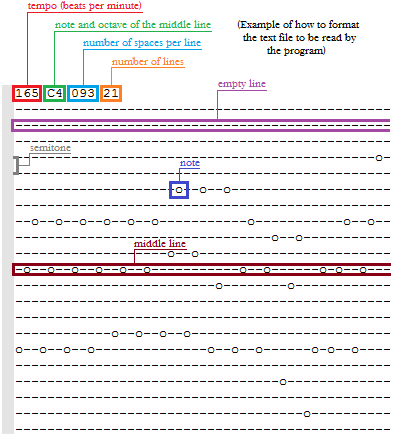 tempo (beats per minute)
note and octave of the middle line
number of spaces per line
number of lines
(Example of how to format
the text file to be read by
the program)
165 C4 093 21
empty line
semitone
note
middle line